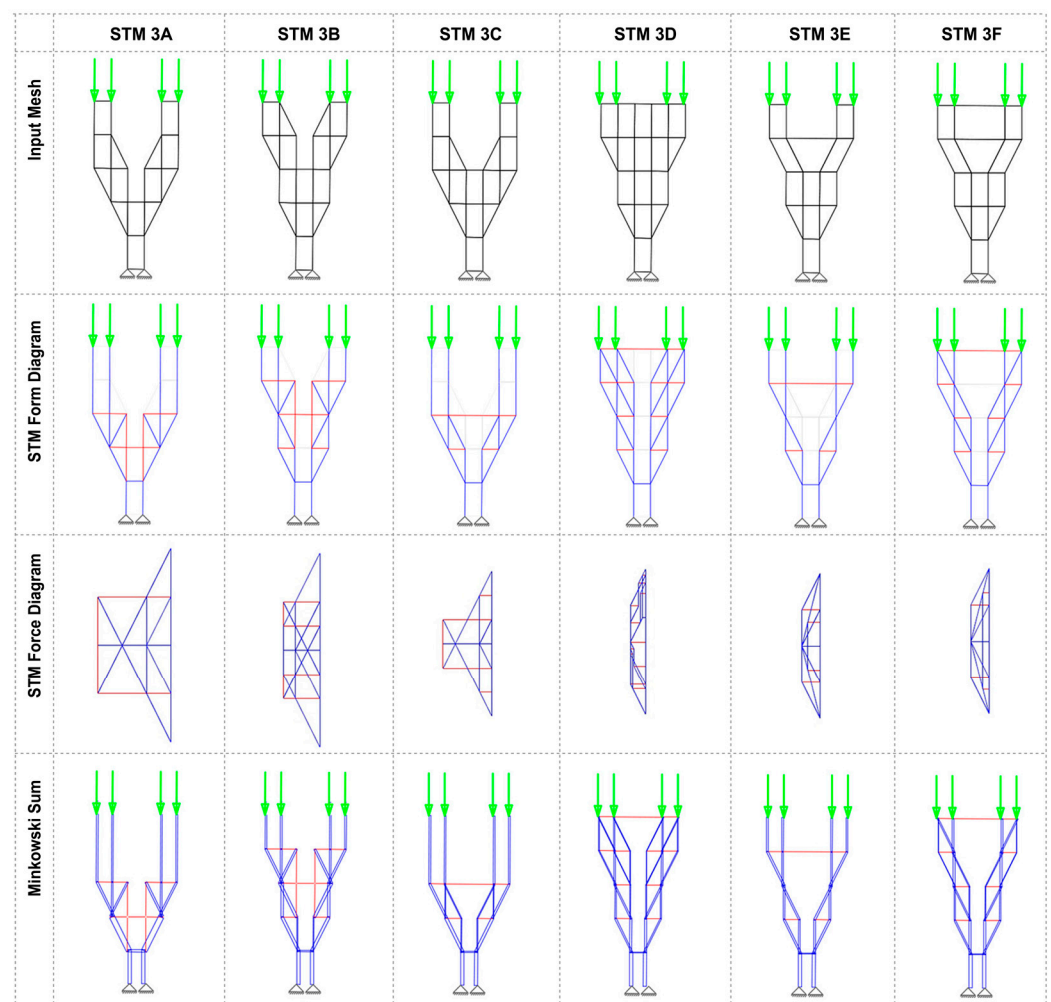 STM 3A
STM 3B
STM 3C
STM 3D
STM 3E
STM 3F
Input Mesh
STM Form Diagram
STM Force Diagram
Minkowski Sum